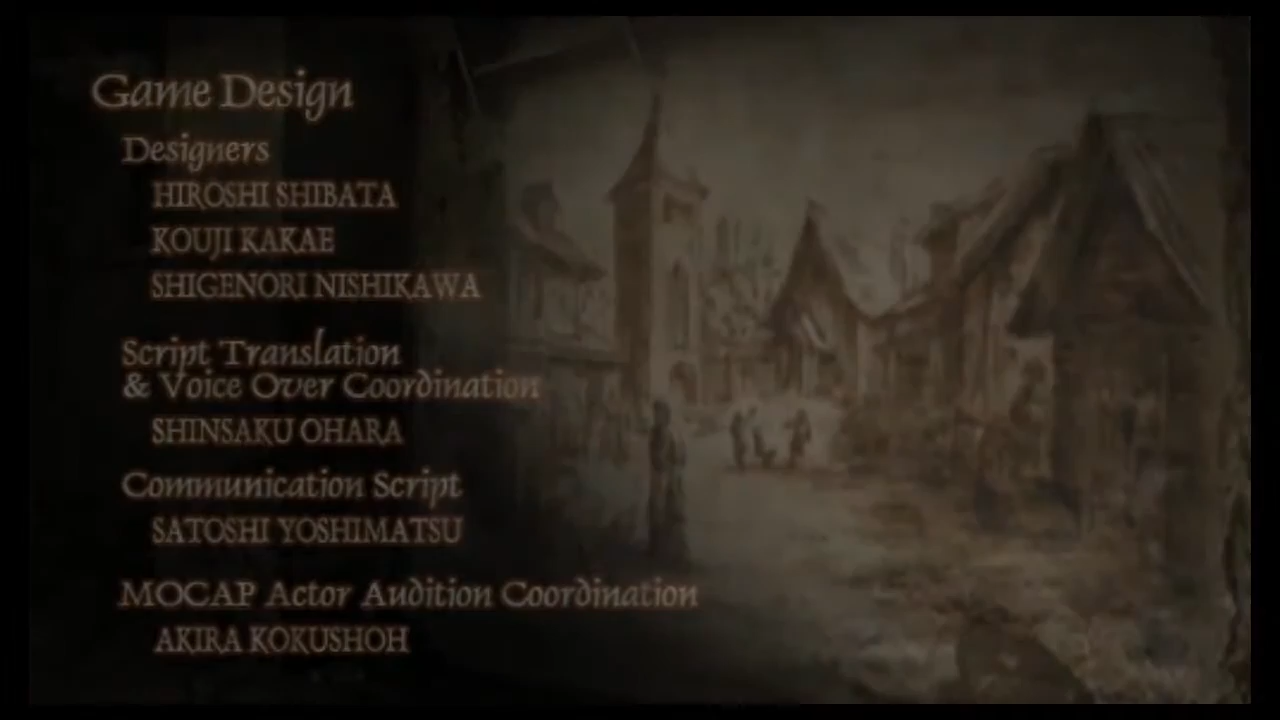 Game Design
Designers
HIROSHI SHIBATA
KOUJI KAKAE
SHIGENORI NISHIKAWA
Script Translation
& Voice Over Coordination
SHINSAKU OHARA
Communication Script
SATOSHI YOSHIMATSU
MOCAP Actor Audition Coordination
AKIRA KOKUSHOH